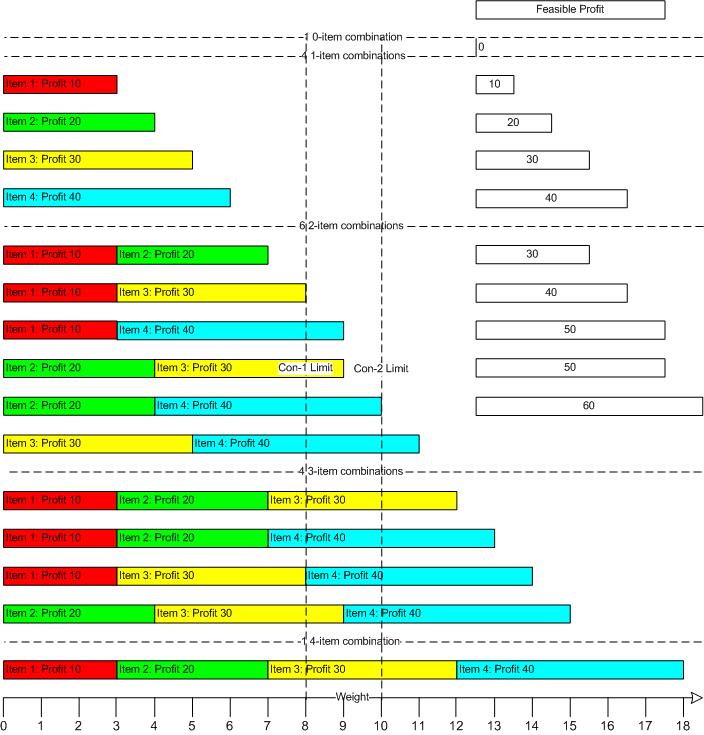 Feasible Profit
1 0-item combination
0
4 1-item combinations
Item 1: Profit 10
10
Item 2: Profit 20
20
Item 3: Profit 30
30
Item 4: Profit 40
40
6 2-item combinations
Item 1: Profit 10 Item 2: Profit 20
30
Item 1: Profit 10 Item 3: Profit 30
40
Item 1: Profit 10 Item 4: Profit 40
50
Item 2: Profit 20 Item 3: Profit 30 Con-1 Limit Con-2 Limit
50
Item 2: Profit 20 Item 4: Profit 40
60
Item 3: Profit 30 Item 4: Profit 40
4 3-item combinations
Item 1: Profit 10 Item 2: Profit 20 Item 3: Profit 30
Item 1: Profit 10 Item 2: Profit 20 Item 4: Profit 40
Item 1: Profit 10 Item 3: Profit 30 Item 4: Profit 40
Item 2: Profit 20 Item 3: Profit 30 Item 4: Profit 40
1 4-item combination
Item 1: Profit 10 Item 2: Profit 20 Item 3: Profit 30 Item 4: Profit 40
Weight
0 1 2 3 4 5 6 7 8 9 10 11 12 13 14 15 16 17 18